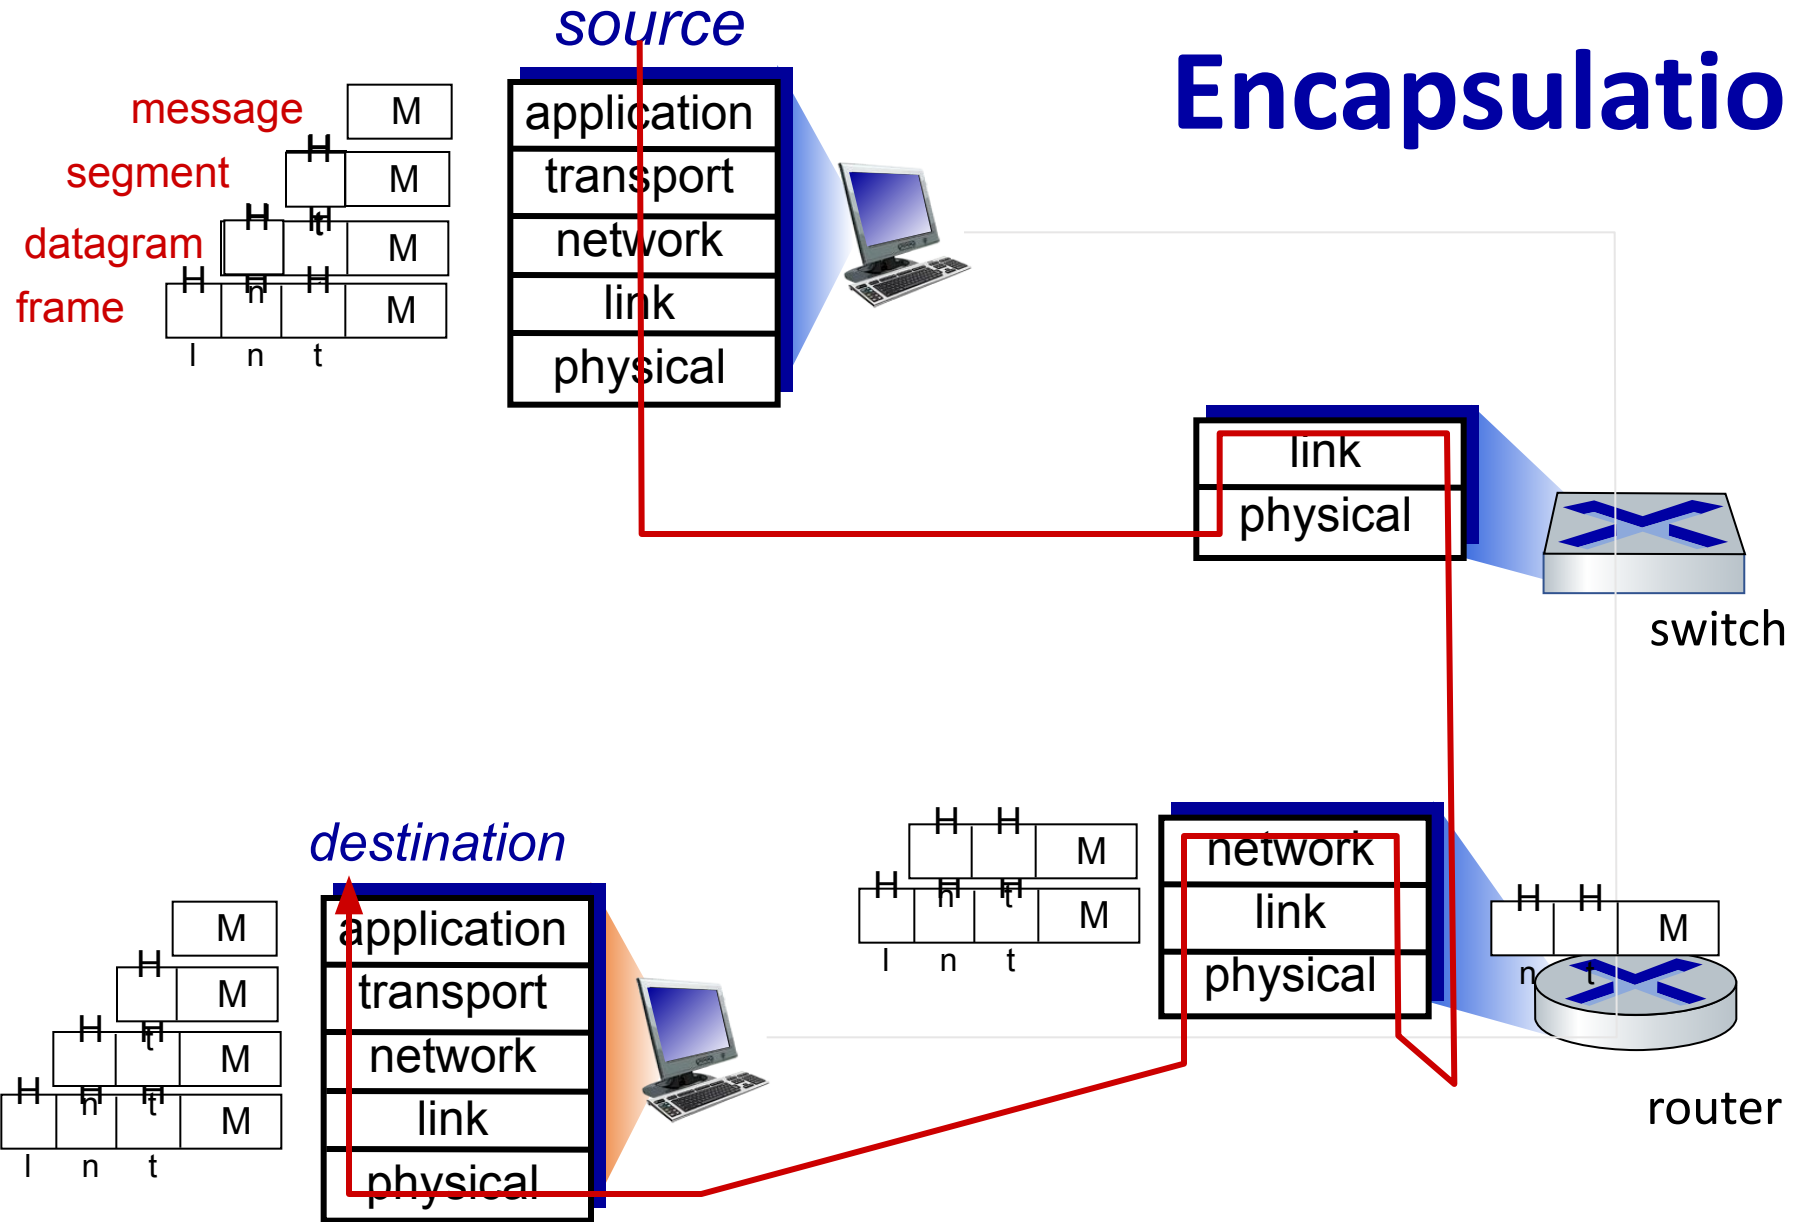 source
Encapsulatio
message M
application
segment H t M
transport
datagram H n H t M
network
frame H l H n H t M
link
physical
link
physical
switch
destination
M
application
H t M
transport
H n H t M
network
H l H n H t M
link
physical
H n H t M
network
H l H n H t M
link
physical
H n H t M
router